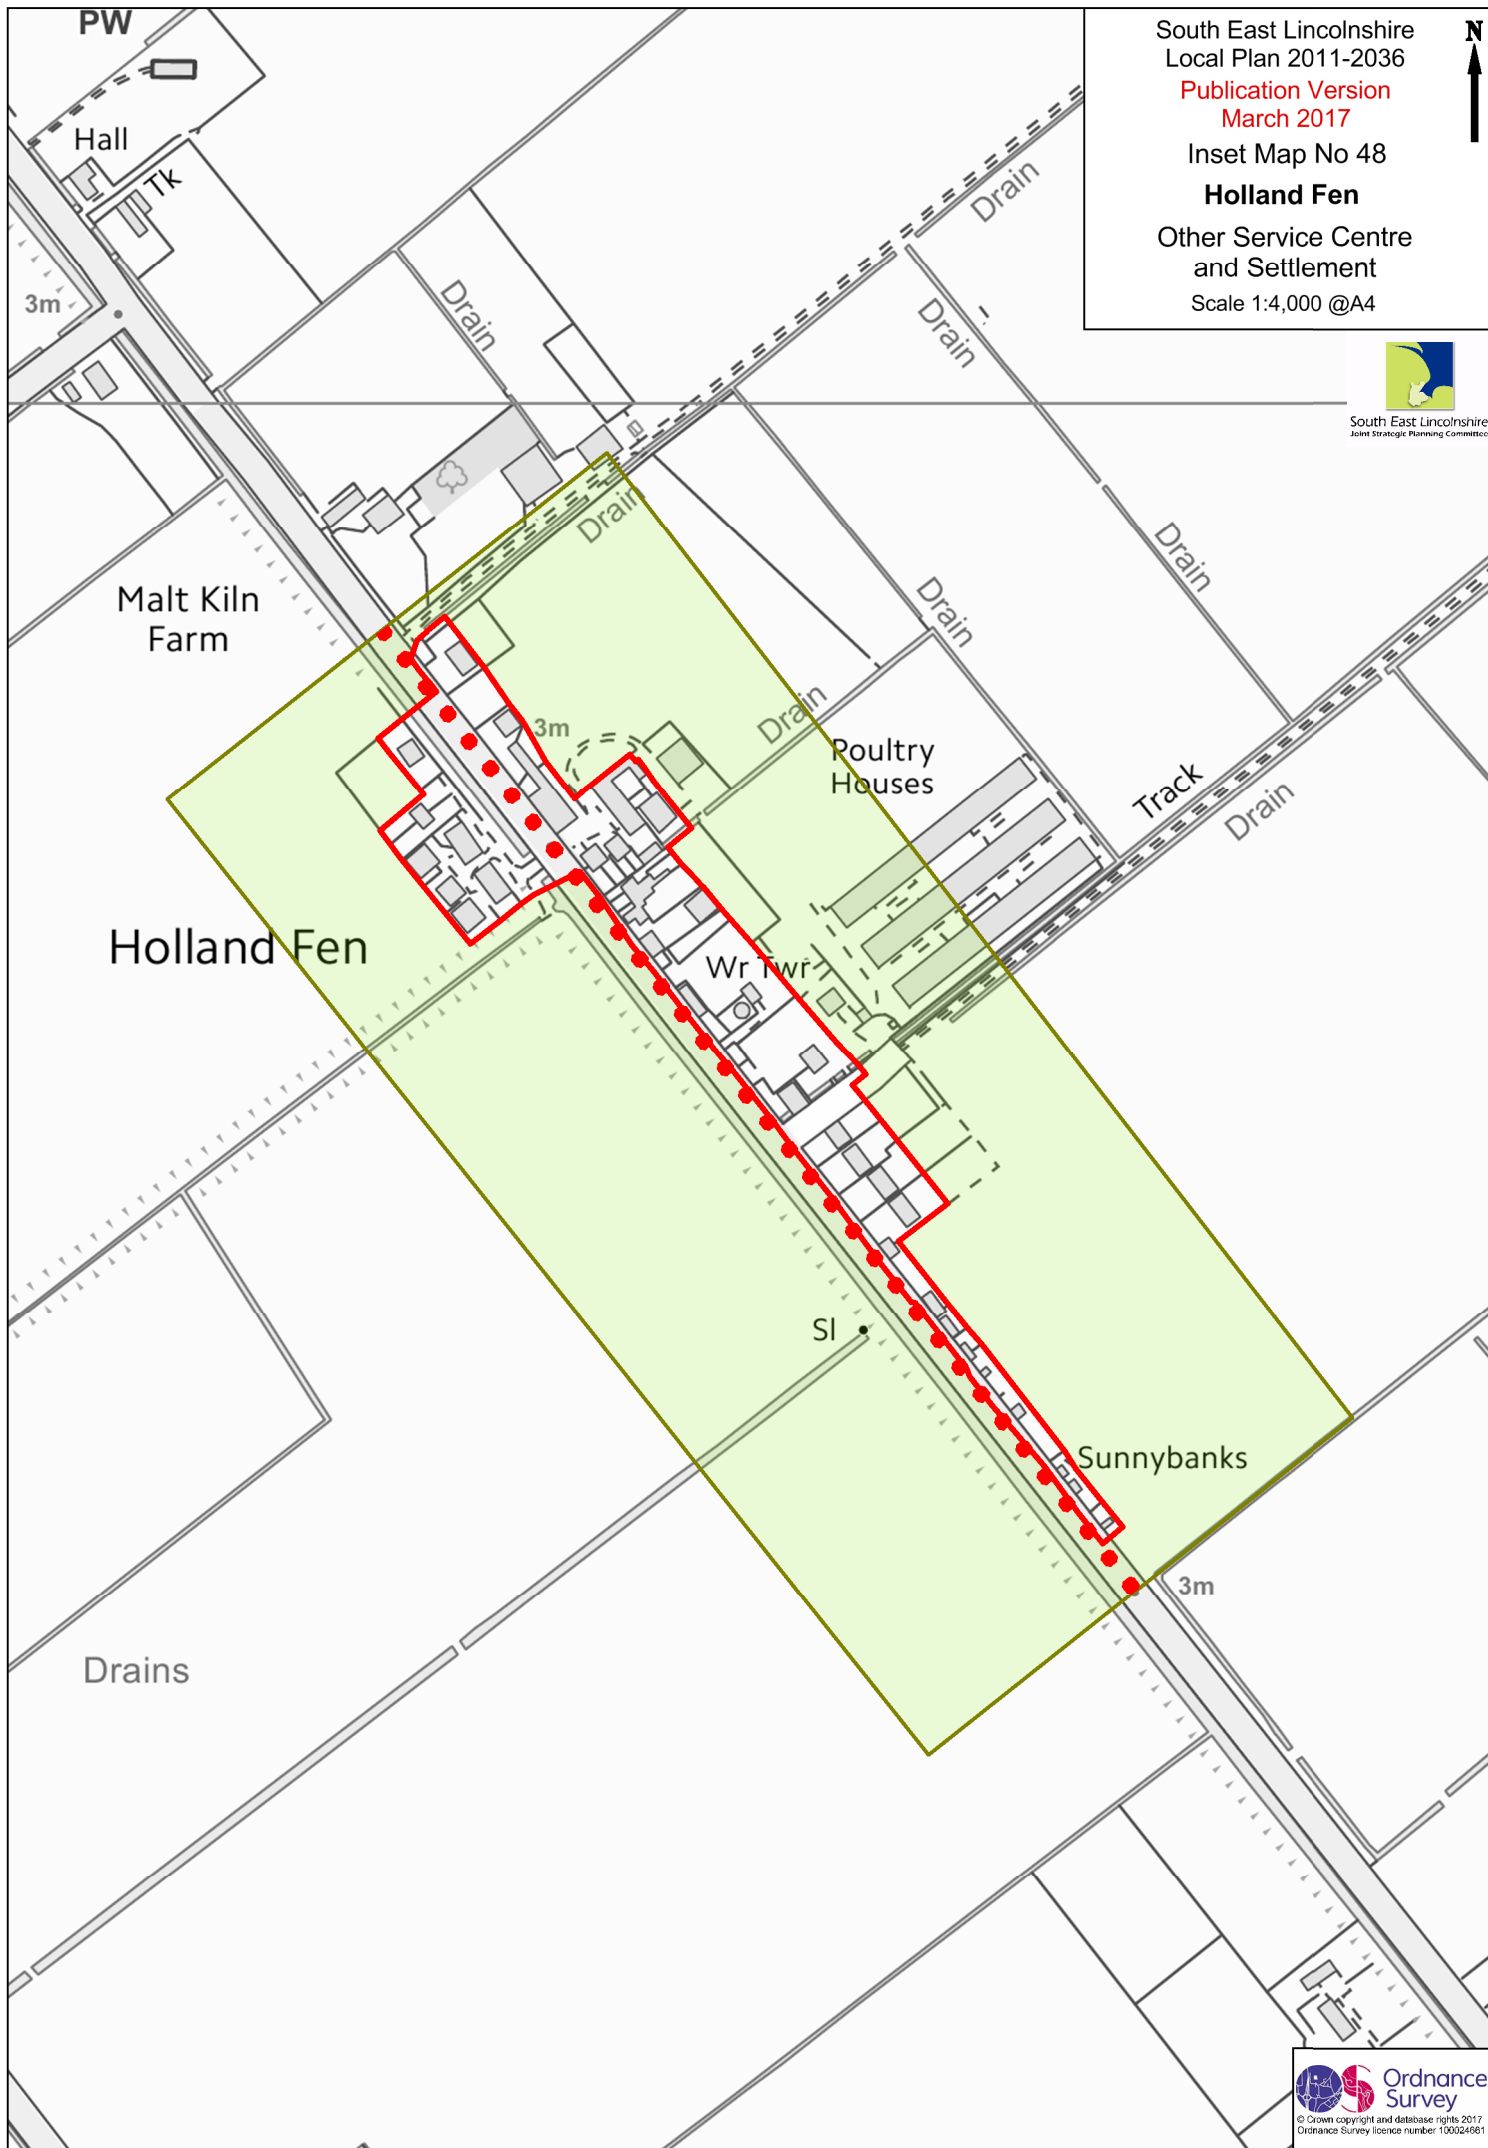 South East Lincolnshire
Local Plan 2011-2036
Publication Version
March 2017
Inset Map No 48
Holland Fen
Other Service Centre
and Settlement
Scale 1:4,000 @A4
N
South East Lincolnshire
Joint Strategic Planning Committee
PW
Hall
Tk
3m
Drain
Drain
Drain
Drain
Drain
Drain
Malt Kiln
Farm
3m
Drain
Poultry
Houses
Track
Drain
Holland Fen
Wr Twr
Sl
Sunnybanks
3m
Drains
Ordnance
Survey
© Crown copyright and database rights 2017
Ordnance Survey licence number 100024661